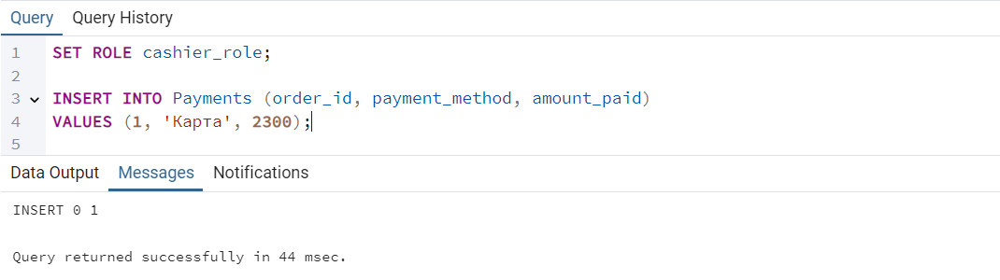 Query Query History
1 SET ROLE cashier_role;
2
3 INSERT INTO Payments (order_id, payment_method, amount_paid)
4 VALUES (1, 'Карта', 2300);
5
Data Output Messages Notifications
INSERT 0 1
Query returned successfully in 44 msec.